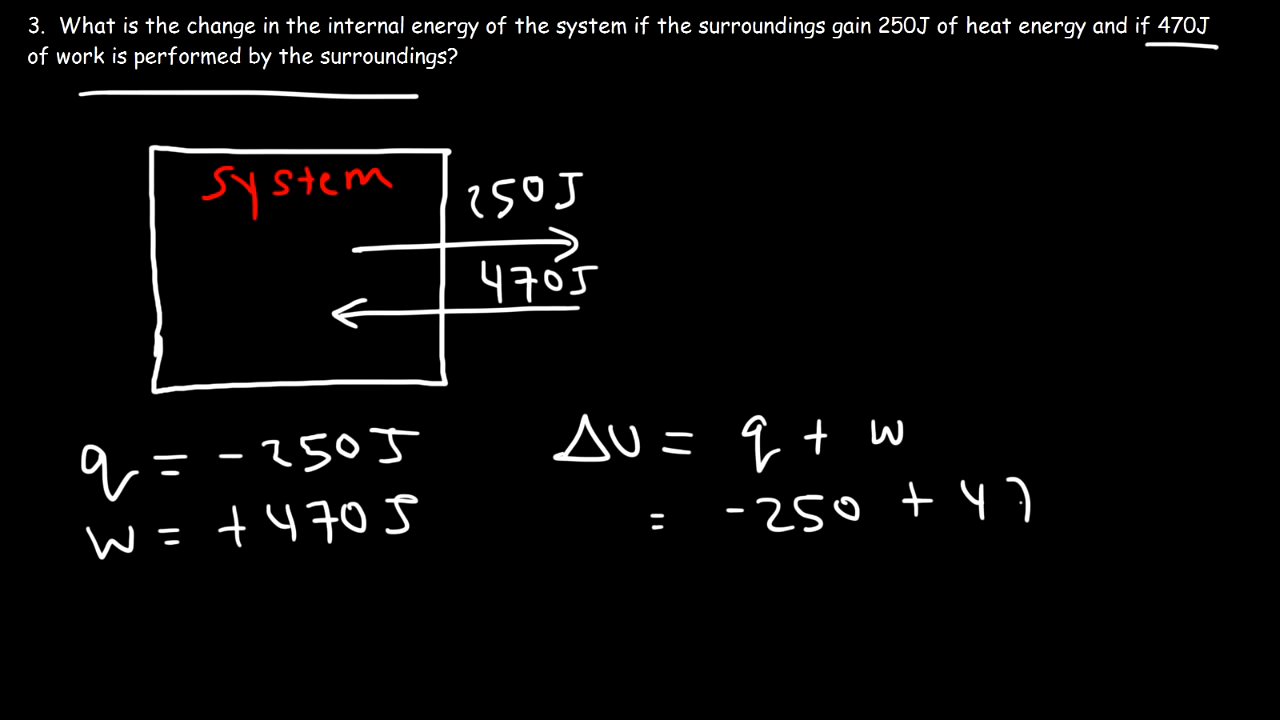 3. What is the change in the internal energy of the system if the surroundings gain 250J of heat energy and if 470J
of work is performed by the surroundings?
system
250J
470J
q = -250J
w = +470J
ΔU = q + w
= -250 + 47